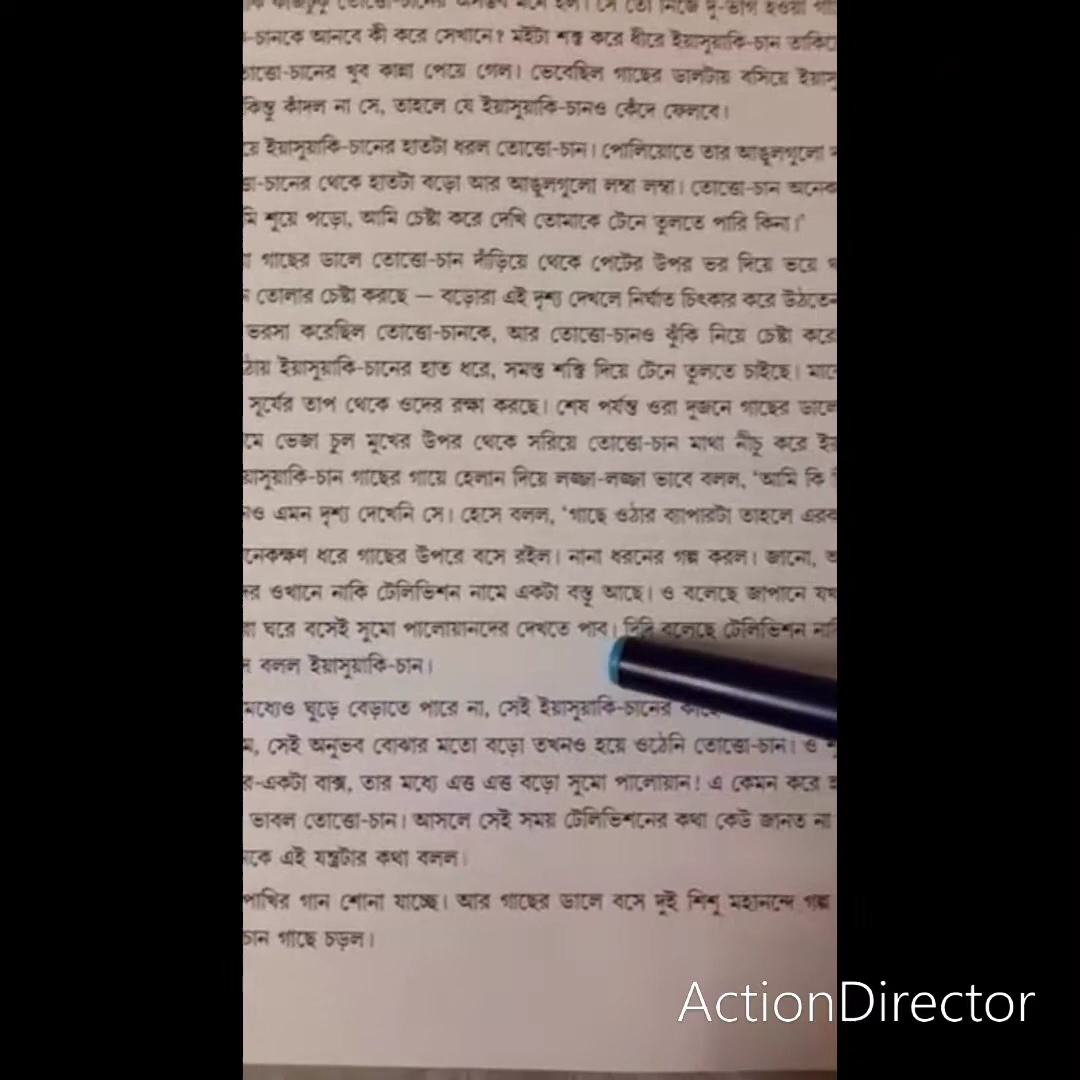 তোত্তো-চানের অসম্ভব মনে হল। সে তো নিজে দু-ভাগ হওয়া
-চানকে আনবে কী করে সেখানে? মইটা শক্ত করে ধীরে ইয়াসুয়াকি-চান
তোত্তো-চানের খুব কান্না পেয়ে গেল। ভেবেছিল গাছের ডালটায় বসিয়ে
কিন্তু কাঁদল না সে, তাহলে যে ইয়াসুয়াকি-চানও কেঁদে ফেলবে।
ইয়াসুয়াকি-চানের হাতটা ধরল তোত্তো-চান। পোলিয়োতে তার আঙুলগুলো
-চানের থেকে হাতটা বড়ো আর আঙুলগুলো লম্বা লম্বা। তোত্তো-চান
শুয়ে পড়ো, আমি চেষ্টা করে দেখি তোমাকে টেনে তুলতে পারি কিনা।’
গাছের ডালে তোত্তো-চান দাঁড়িয়ে থেকে পেটের উপর ভর দিয়ে ভয়ে
তোলার চেষ্টা করছে — বড়োরা এই দৃশ্য দেখলে নির্ঘাত চিৎকার করে উঠতেন
ভরসা করেছিল তোত্তো-চানকে, আর তোত্তো-চানও ঝুঁকি নিয়ে চেষ্টা করে
ইয়াসুয়াকি-চানের হাত ধরে, সমস্ত শক্তি দিয়ে টেনে তুলতে চাইছে।
সূর্যের তাপ থেকে ওদের রক্ষা করছে। শেষ পর্যন্ত ওরা দুজনে গাছের ডালে
ভেজা চুল মুখের উপর থেকে সরিয়ে তোত্তো-চান মাথা নীচু করে
য়াসুয়াকি-চান গাছের গায়ে হেলান দিয়ে লজ্জা-লজ্জা ভাবে বলল, ‘আমি কি
এমন দৃশ্য দেখেনি সে। হেসে বলল, ‘গাছে ওঠার ব্যাপারটা তাহলে
নেকক্ষণ ধরে গাছের উপরে বসে রইল। নানা ধরনের গল্প করল। জানো,
ওখানে নাকি টেলিভিশন নামে একটা বস্তু আছে। ও বলেছে জাপানে
ঘরে বসেই সুমো পালোয়ানদের দেখতে পাব। দিদি বলেছে টেলিভিশন
বলল ইয়াসুয়াকি-চান।
মধ্যেও ঘুড়ে বেড়াতে পারে না, সেই ইয়াসুয়াকি-চানের
সেই অনুভব বোঝার মতো বড়ো তখনও হয়ে ওঠেনি তোত্তো-চান। ও
র-একটা বাক্স, তার মধ্যে এত্ত এত্ত বড়ো সুমো পালোয়ান! এ কেমন করে
ভাবল তোত্তো-চান। আসলে সেই সময় টেলিভিশনের কথা কেউ জানত না
কে এই যন্ত্রটার কথা বলল।
পাখির গান শোনা যাচ্ছে। আর গাছের ডালে বসে দুই শিশু মহানন্দে গল্প
চান গাছে চড়ল।
ActionDirector